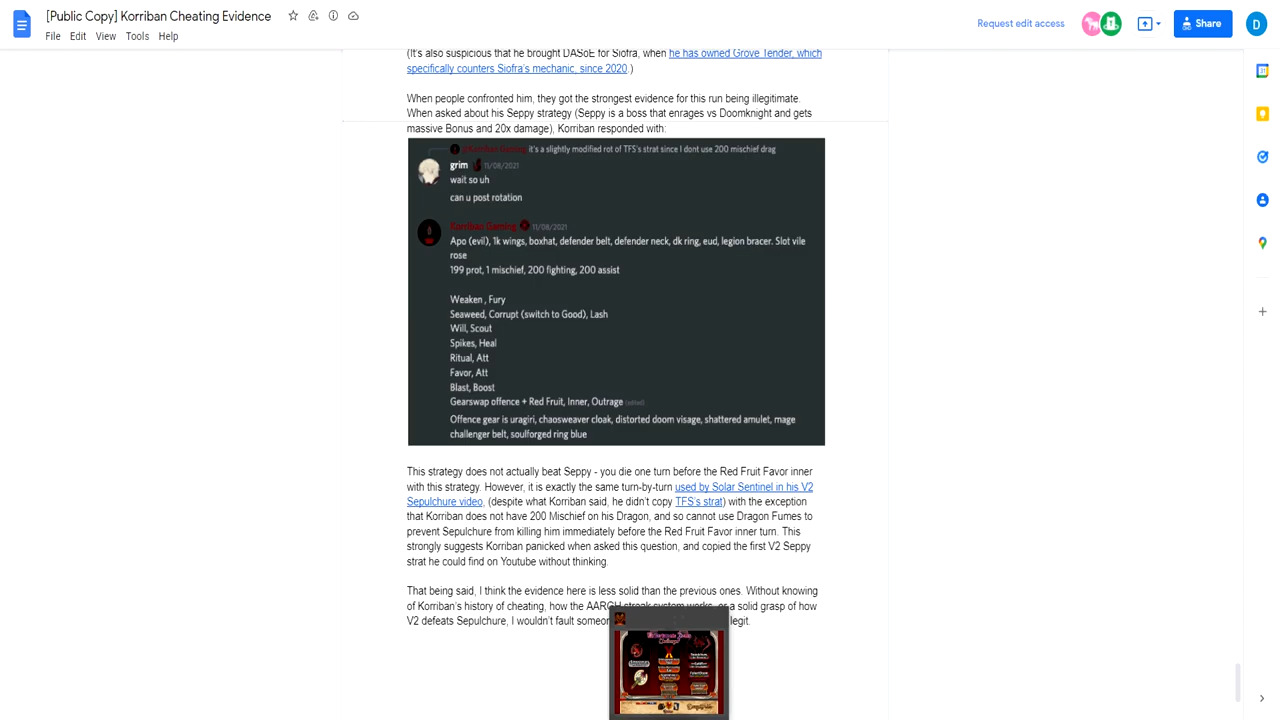 [Public Copy] Korriban Cheating Evidence
File Edit View Tools Help
Request edit access
Share
D
(It's also suspicious that he brought DASoE for Siofra, when he has owned Grove Tender, which
specifically counters Siofra's mechanic, since 2020.)
When people confronted him, they got the strongest evidence for this run being illegitimate.
When asked about his Seppy strategy (Seppy is a boss that enrages vs Doomknight and gets
massive Bonus and 20x damage), Korriban responded with:
@Korriban Gaming it's a slightly modified rot of TFS's strat since I dont use 200 mischief drag
grim 11/08/2021
wait so uh
can u post rotation
Korriban Gaming 11/08/2021
Apo (evil), 1k wings, boxhat, defender belt, defender neck, dk ring, eud, legion bracer. Slot vile
rose
199 prot, 1 mischief, 200 fighting, 200 assist
Weaken , Fury
Seaweed, Corrupt (switch to Good), Lash
Will, Scout
Spikes, Heal
Ritual, Att
Favor, Att
Blast, Boost
Gearswap offence + Red Fruit, Inner, Outrage (edited)
Offence gear is uragiri, chaosweaver cloak, distorted doom visage, shattered amulet, mage
challenger belt, soulforged ring blue
This strategy does not actually beat Seppy - you die one turn before the Red Fruit Favor inner
with this strategy. However, it is exactly the same turn-by-turn used by Solar Sentinel in his V2
Sepulchure video, (despite what Korriban said, he didn't copy TFS's strat) with the exception
that Korriban does not have 200 Mischief on his Dragon, and so cannot use Dragon Fumes to
prevent Sepulchure from killing him immediately before the Red Fruit Favor inner turn. This
strongly suggests Korriban panicked when asked this question, and copied the first V2 Seppy
strat he could find on Youtube without thinking.
That being said, I think the evidence here is less solid than the previous ones. Without knowing
of Korriban's history of cheating, how the AARGH streak system works, or a solid grasp of how
V2 defeats Sepulchure, I wouldn't fault someon legit.